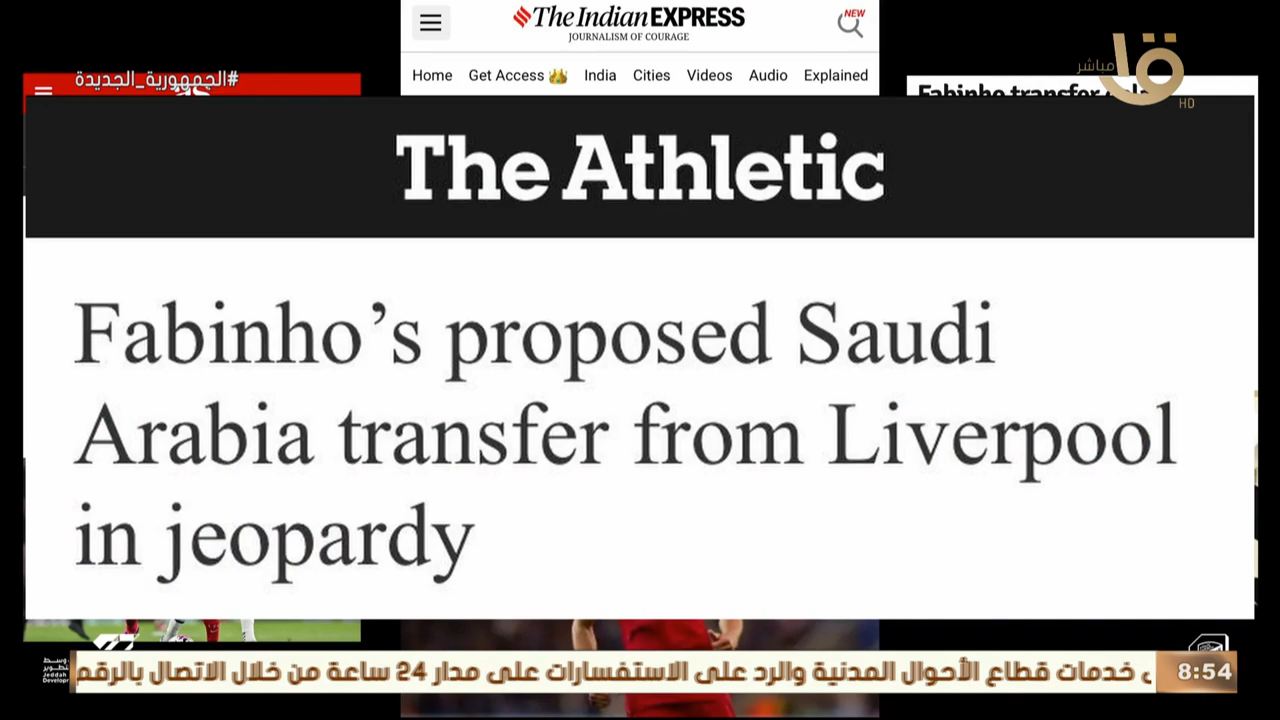 The Indian EXPRESS
JOURNALISM OF COURAGE
NEW
Home Get Access India Cities Videos Audio Explained
#الجمهورية_الجديدة
مباشر
HD
Fabinho transfer
The Athletic
Fabinho’s proposed Saudi
Arabia transfer from Liverpool
in jeopardy
خدمات قطاع الأحوال المدنية والرد على الاستفسارات على مدار 24 ساعة من خلال الاتصال بالرقم
8:54